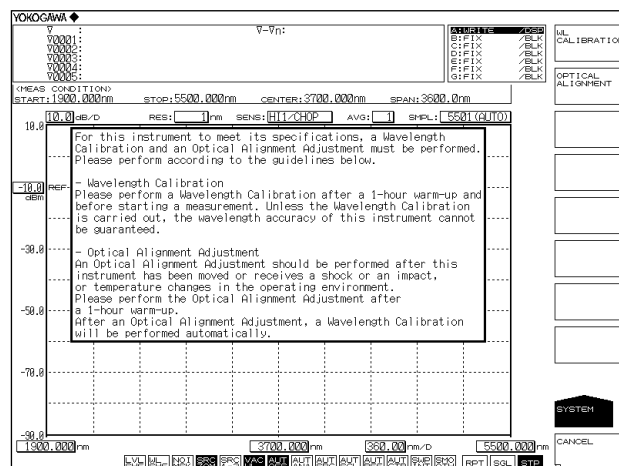 YOKOGAWA
∇ :
∇0001:
∇0002:
∇0003:
∇0004:
∇0005:
∇-∇n:
A:WRITE /DSP
B:FIX /BLK
C:FIX /BLK
D:FIX /BLK
E:FIX /BLK
F:FIX /BLK
G:FIX /BLK
WL
CALIBRATIO
OPTICAL
ALIGNMENT
<MEAS CONDITION>
START:1900.000nm STOP:5500.000nm CENTER:3700.000nm SPAN:3600.0nm
10.0 dB/D RES: 1 nm SENS: HI1/CHOP AVG: 1 SMPL: 5501(AUTO)
10.0
For this instrument to meet its specifications, a Wavelength
Calibration and an Optical Alignment Adjustment must be performed.
Please perform according to the guidelines below.
- Wavelength Calibration
Please perform a Wavelength Calibration after a 1-hour warm-up and
before starting a measurement. Unless the Wavelength Calibration
is carried out, the wavelength accuracy of this instrument cannot
be guaranteed.
- Optical Alignment Adjustment
An Optical Alignment Adjustment should be performed after this
instrument has been moved or receives a shock or an impact,
or temperature changes in the operating environment.
Please perform the Optical Alignment Adjustment after
a 1-hour warm-up.
After an Optical Alignment Adjustment, a Wavelength Calibration
will be performed automatically.
-10.0 REF
dBm
-30.0
-50.0
-70.0
-90.0
1900.000 nm 3700.000 nm 360.00 nm/D 5500.000 nm
SYSTEM
CANCEL
RPT SGL STP